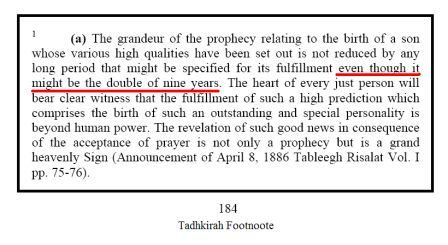 1
(a) The grandeur of the prophecy relating to the birth of a son
whose various high qualities have been set out is not reduced by any
long period that might be specified for its fulfillment even though it
might be the double of nine years. The heart of every just person will
bear clear witness that the fulfillment of such a high prediction which
comprises the birth of such an outstanding and special personality is
beyond human power. The revelation of such good news in consequence
of the acceptance of prayer is not only a prophecy but is a grand
heavenly Sign (Announcement of April 8, 1886 Tableegh Risalat Vol. I
pp. 75-76).
184
Tadhkirah Footnoote